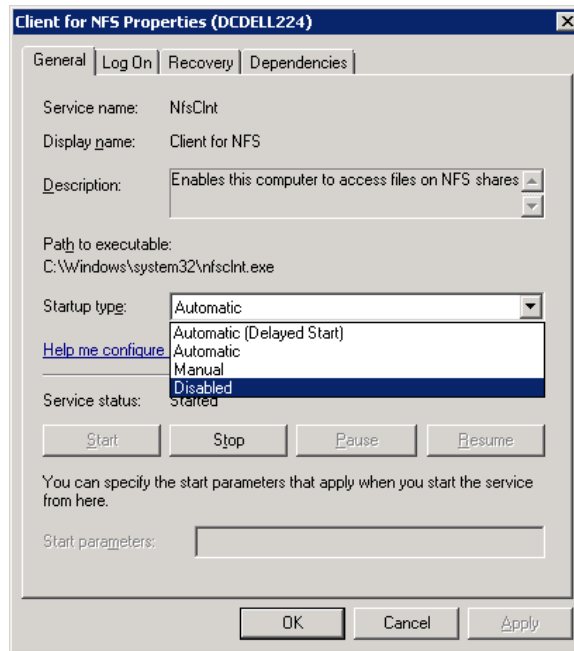 Client for NFS Properties (DCDELL224)
General Log On Recovery Dependencies
Service name: NfsClnt
Display name: Client for NFS
Description: Enables this computer to access files on NFS shares
Path to executable:
C:\Windows\system32\nfsclnt.exe
Startup type: Automatic
Automatic (Delayed Start)
Help me configure Automatic
Manual
Disabled
Service status: Started
Start Stop Pause Resume
You can specify the start parameters that apply when you start the service
from here.
Start parameters:
OK Cancel Apply